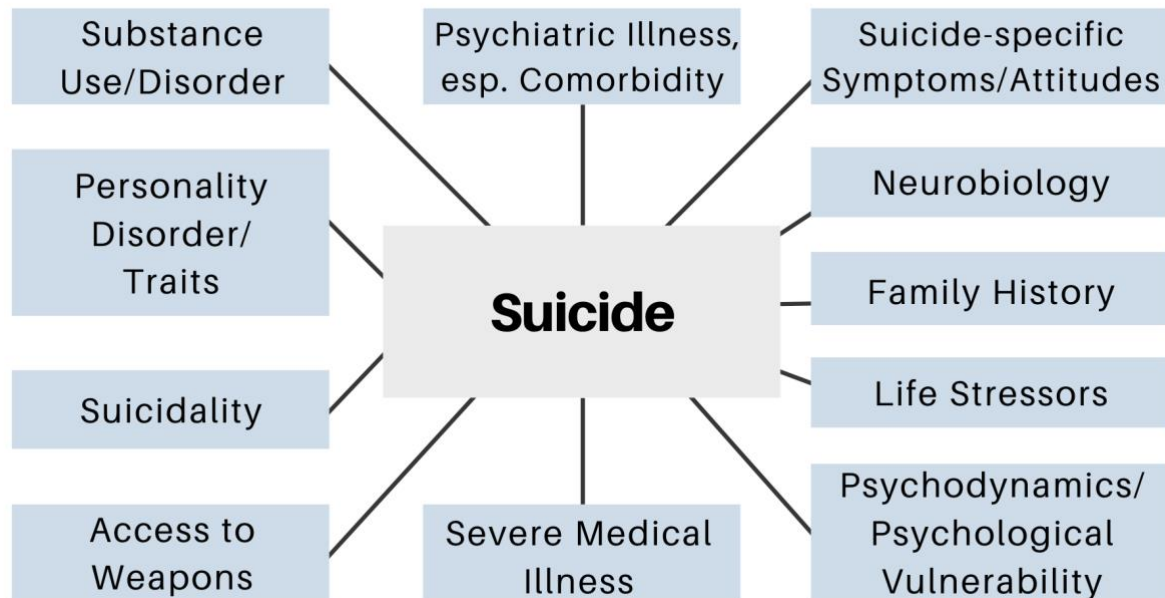 Substance
Use/Disorder
Psychiatric Illness,
esp. Comorbidity
Suicide-specific
Symptoms/Attitudes
Personality
Disorder/
Traits
Neurobiology
Suicide
Family History
Suicidality
Life Stressors
Access to
Weapons
Severe Medical
Illness
Psychodynamics/
Psychological
Vulnerability